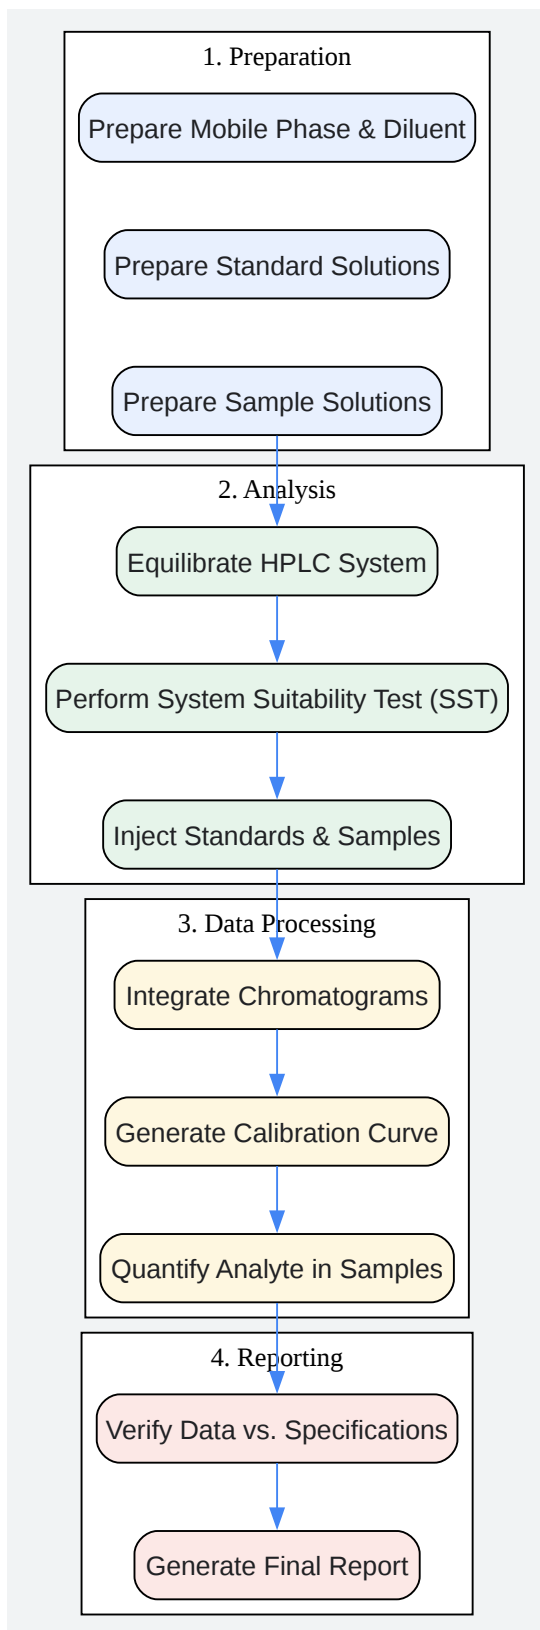 1. Preparation
Prepare Mobile Phase & Diluent
Prepare Standard Solutions
Prepare Sample Solutions
2. Analysis
Equilibrate HPLC System
Perform System Suitability Test (SST)
Inject Standards & Samples
3. Data Processing
Integrate Chromatograms
Generate Calibration Curve
Quantify Analyte in Samples
4. Reporting
Verify Data vs. Specifications
Generate Final Report